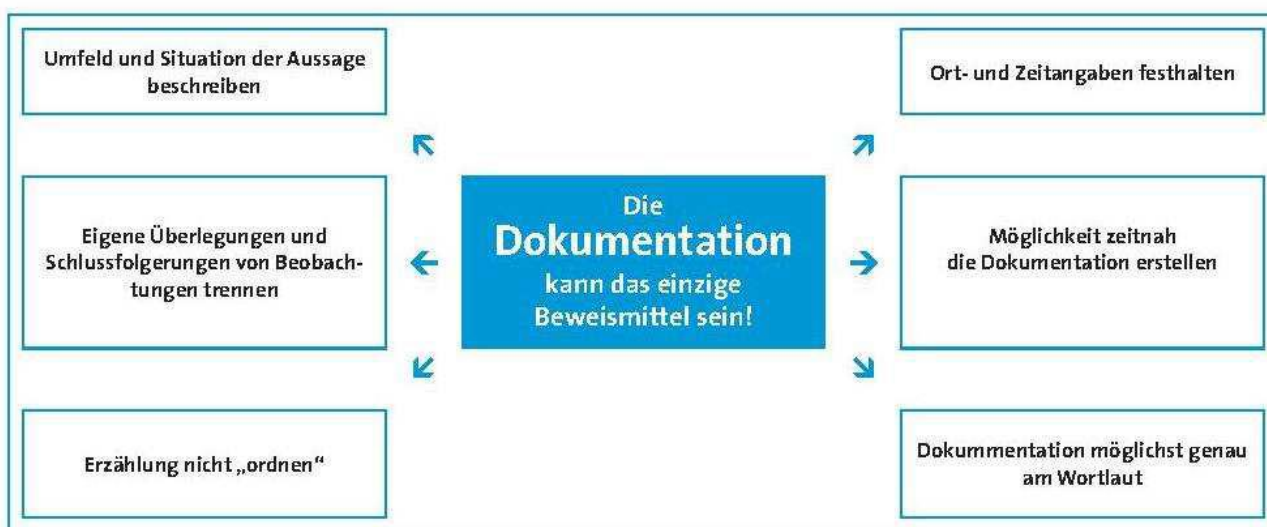 Umfeld und Situation der Aussage
beschreiben
Ort- und Zeitangaben festhalten
Eigene Überlegungen und
Schlussfolgerungen von Beobach-
tungen trennen
Die
Dokumentation
kann das einzige
Beweismittel sein!
Möglichkeit zeitnah
die Dokumentation erstellen
Erzählung nicht „ordnen“
Dokummentation möglichst genau
am Wortlaut